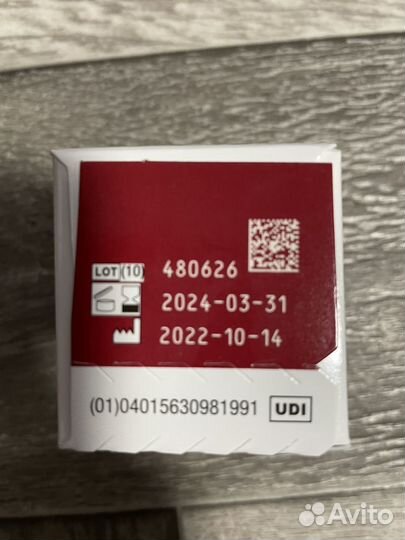 LOT (10) 480626
2024-03-31
2022-10-14
(01)04015630981991 UDI
Avito